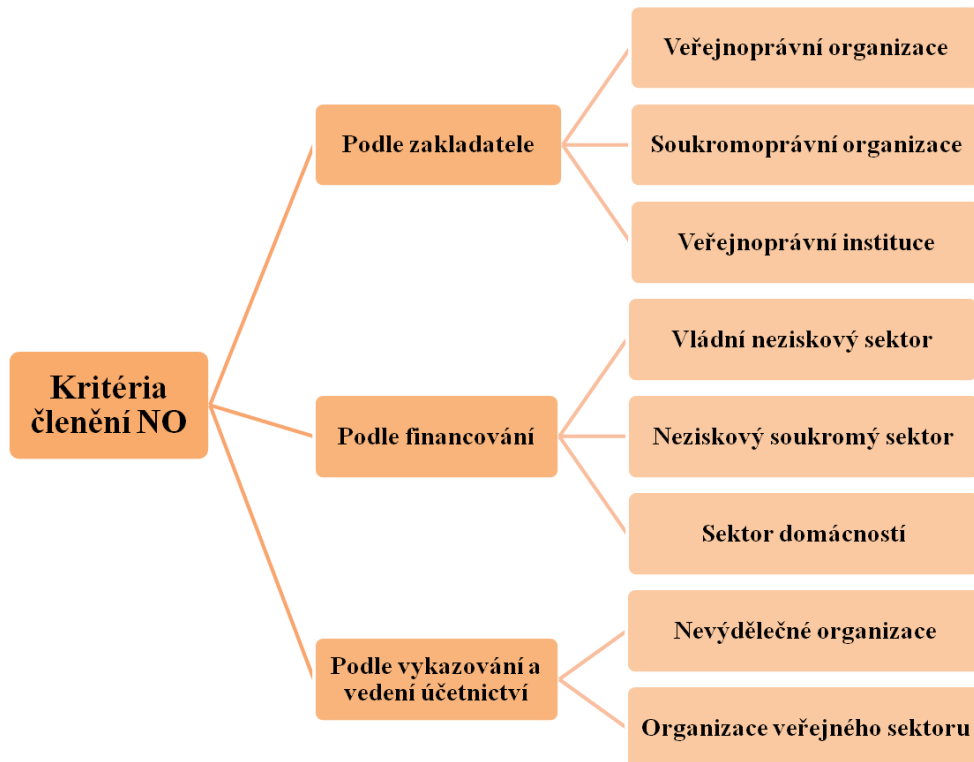 Kritéria
členění NO
Podle zakladatele
Veřejnoprávní organizace
Soukromoprávní organizace
Veřejnoprávní instituce
Podle financování
Vládní neziskový sektor
Neziskový soukromý sektor
Sektor domácností
Podle vykazování a
vedení účetnictví
Nevýdělečné organizace
Organizace veřejného sektoru